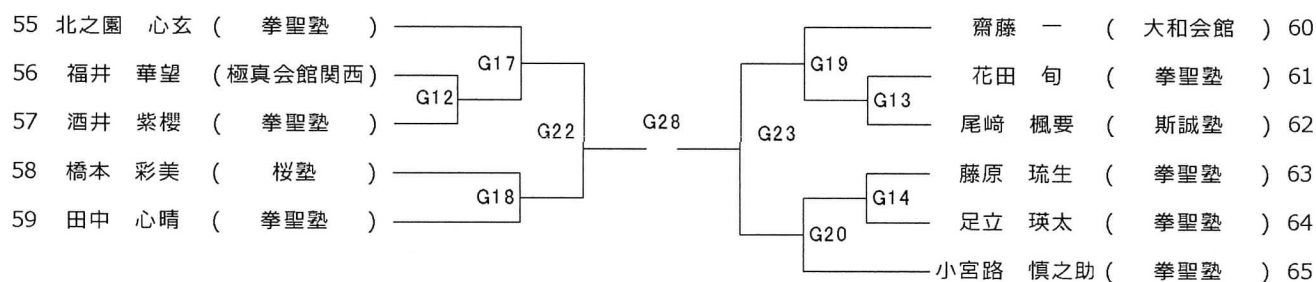 55 北之園 心玄 ( 拳聖塾 )
56 福井 華望 (極真会館関西)
57 酒井 紫櫻 ( 拳聖塾 )
58 橋本 彩美 ( 桜塾 )
59 田中 心晴 ( 拳聖塾 )
G17
G12
G22
G18
G28
G19
G13
G23
G14
G20
齋藤 一 ( 大和会館 ) 60
花田 旬 ( 拳聖塾 ) 61
尾﨑 楓要 ( 斯誠塾 ) 62
藤原 琉生 ( 拳聖塾 ) 63
足立 瑛太 ( 拳聖塾 ) 64
小宮路 慎之助 ( 拳聖塾 ) 65